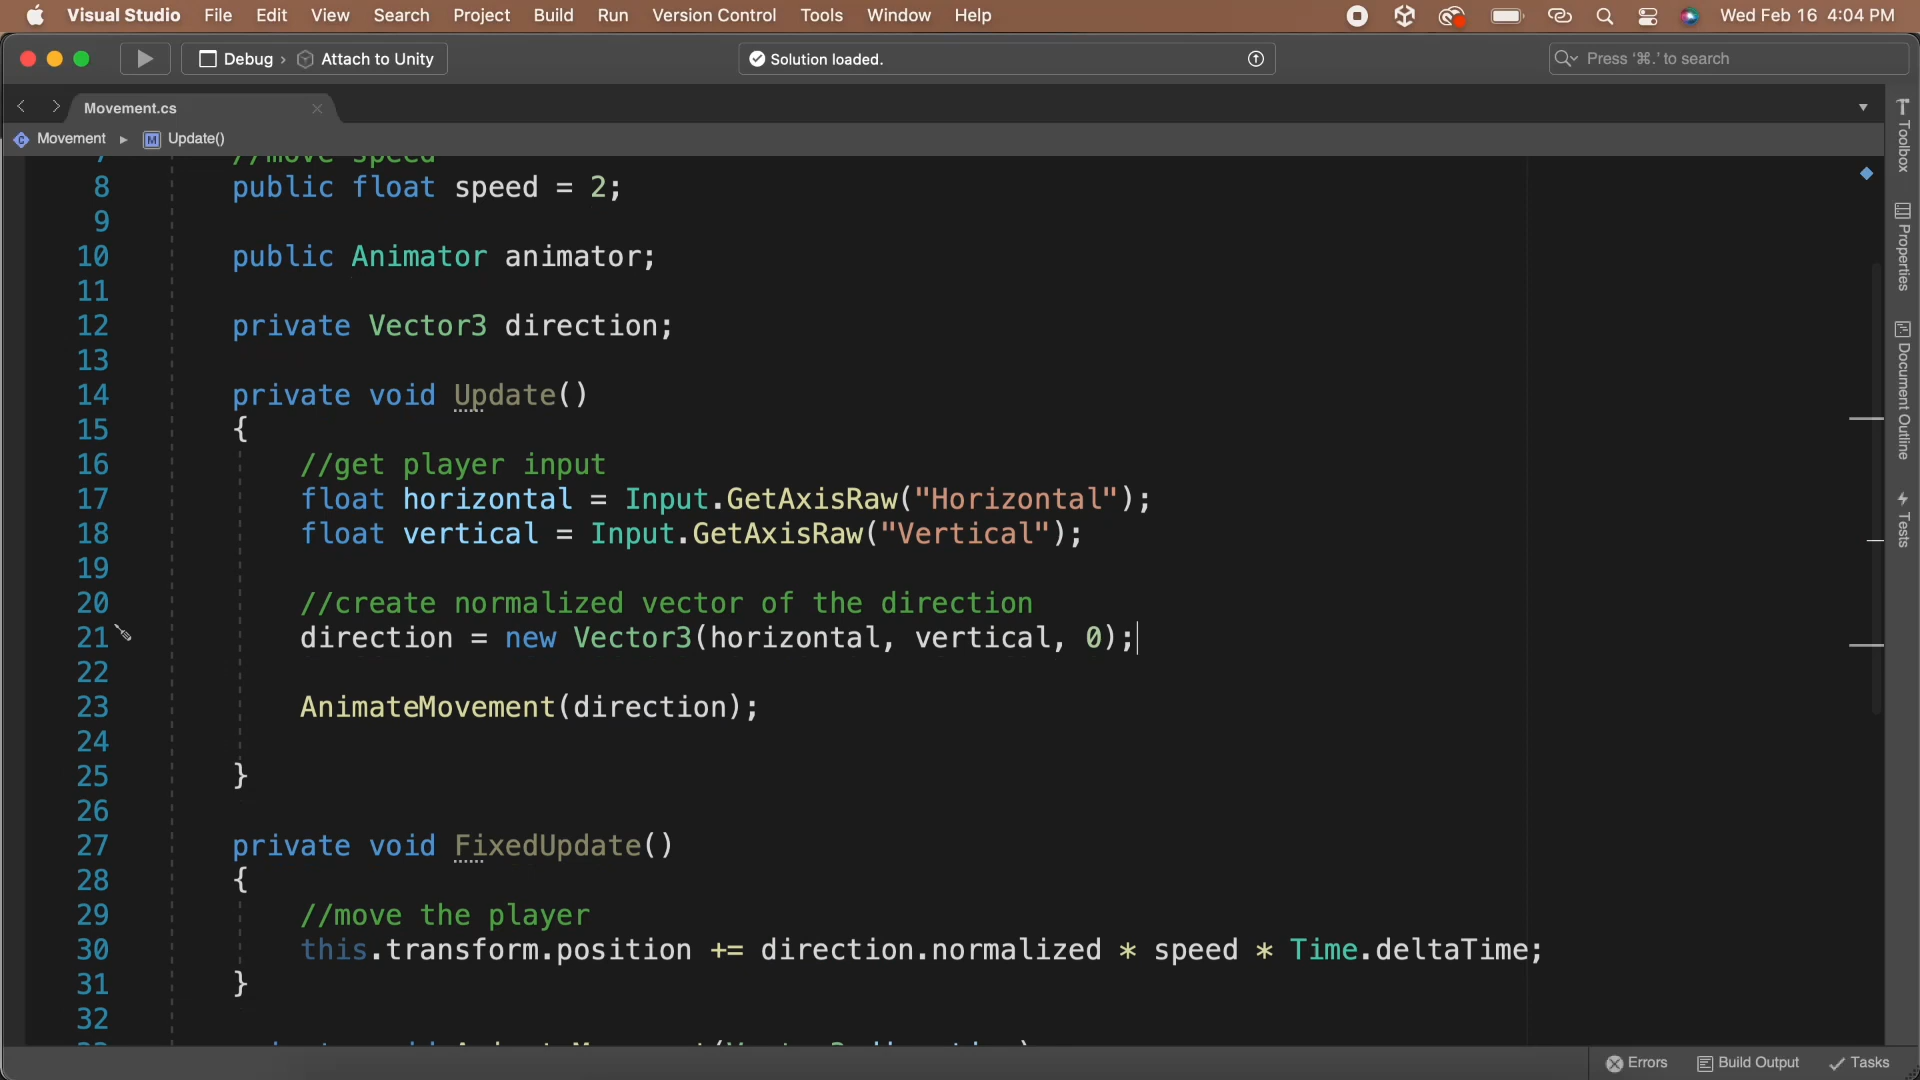 Visual Studio File Edit View Search Project Build Run Version Control Tools Window Help Wed Feb 16 4:04 PM
Debug › Attach to Unity Solution loaded. Press '⌘.' to search
Movement.cs
Movement ▸ Update()
7 //move speed
8 public float speed = 2;
9
10 public Animator animator;
11
12 private Vector3 direction;
13
14 private void Update()
15 {
16 //get player input
17 float horizontal = Input.GetAxisRaw("Horizontal");
18 float vertical = Input.GetAxisRaw("Vertical");
19
20 //create normalized vector of the direction
21 direction = new Vector3(horizontal, vertical, 0);
22
23 AnimateMovement(direction);
24
25 }
26
27 private void FixedUpdate()
28 {
29 //move the player
30 this.transform.position += direction.normalized * speed * Time.deltaTime;
31 }
32
Toolbox
Properties
Document Outline
Tests
Errors Build Output Tasks